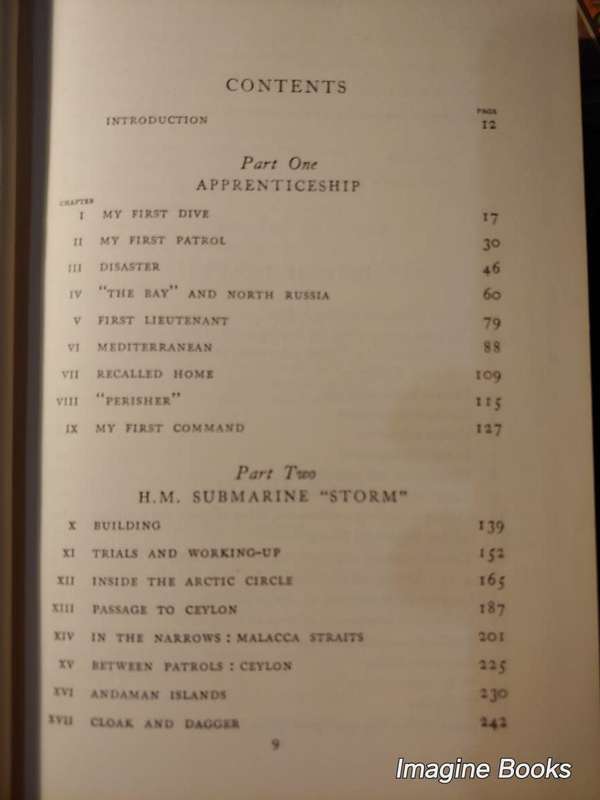 CONTENTS
PAGE
INTRODUCTION 12
Part One
APPRENTICESHIP
CHAPTER
I MY FIRST DIVE 17
II MY FIRST PATROL 30
III DISASTER 46
IV "THE BAY" AND NORTH RUSSIA 60
V FIRST LIEUTENANT 79
VI MEDITERRANEAN 88
VII RECALLED HOME 109
VIII "PERISHER" 115
IX MY FIRST COMMAND 127
Part Two
H.M. SUBMARINE "STORM"
X BUILDING 139
XI TRIALS AND WORKING-UP 152
XII INSIDE THE ARCTIC CIRCLE 165
XIII PASSAGE TO CEYLON 187
XIV IN THE NARROWS : MALACCA STRAITS 201
XV BETWEEN PATROLS : CEYLON 225
XVI ANDAMAN ISLANDS 230
XVII CLOAK AND DAGGER 242
9
Imagine Books